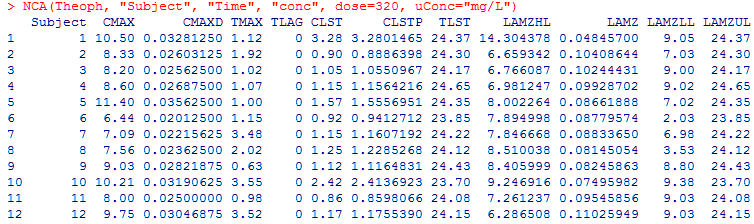 > NCA(Theoph, "Subject", "Time", "conc", dose=320, uConc="mg/L")
Subject CMAX CMAXD TMAX TLAG CLST CLSTP TLST LAMZHL LAMZ LAMZLL LAMZUL
1 1 10.50 0.03281250 1.12 0 3.28 3.2801465 24.37 14.304378 0.04845700 9.05 24.37
2 2 8.33 0.02603125 1.92 0 0.90 0.8886398 24.30 6.659342 0.10408644 7.03 24.30
3 3 8.20 0.02562500 1.02 0 1.05 1.0550967 24.17 6.766087 0.10244431 9.00 24.17
4 4 8.60 0.02687500 1.07 0 1.15 1.1564216 24.65 6.981247 0.09928702 9.02 24.65
5 5 11.40 0.03562500 1.00 0 1.57 1.5556951 24.35 8.002264 0.08661888 7.02 24.35
6 6 6.44 0.02012500 1.15 0 0.92 0.9412712 23.85 7.894998 0.08779574 2.03 23.85
7 7 7.09 0.02215625 3.48 0 1.15 1.1607192 24.22 7.846668 0.08833650 6.98 24.22
8 8 7.56 0.02362500 2.02 0 1.25 1.2285268 24.12 8.510038 0.08145054 3.53 24.12
9 9 9.03 0.02821875 0.63 0 1.12 1.1164831 24.43 8.405999 0.08245863 8.80 24.43
10 10 10.21 0.03190625 3.55 0 2.42 2.4136923 23.70 9.246916 0.07495982 9.38 23.70
11 11 8.00 0.02500000 0.98 0 0.86 0.8598066 24.08 7.261237 0.09545856 9.03 24.08
12 12 9.75 0.03046875 3.52 0 1.17 1.1755390 24.15 6.286508 0.11025949 9.03 24.15